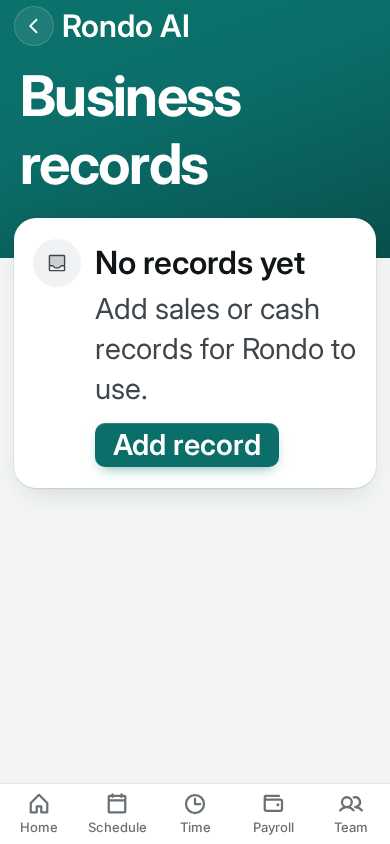 Rondo AI
Business
records
No records yet
Add sales or cash
records for Rondo to
use.
Add record
Home
Schedule
Time
Payroll
Team